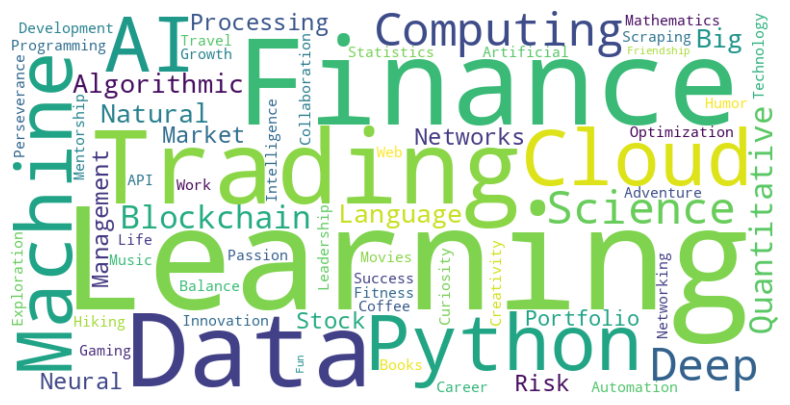 Development
Programming
AI
Processing
Travel
Growth
Finance
Computing
Mathematics
Scraping
Big
Friendship
Technology
Statistics
Artificial
Collaboration
Perseverance
Machine
Mentorship
Algorithmic
Natural
Market
Networks
Humor
Optimization
Trading
Intelligence
Web
Cloud
Quantitative
API
Work
Adventure
Management
Blockchain
Language
Science
Life
Music
Learning
Passion
Leadership
Movies
Curiosity
Creativity
Balance
Success
Fitness
Coffee
Exploration
Hiking
Innovation
Stock
Portfolio
Networking
Gaming
Data
Python
Deep
Neural
Fun
Books
Career
Risk
Automation